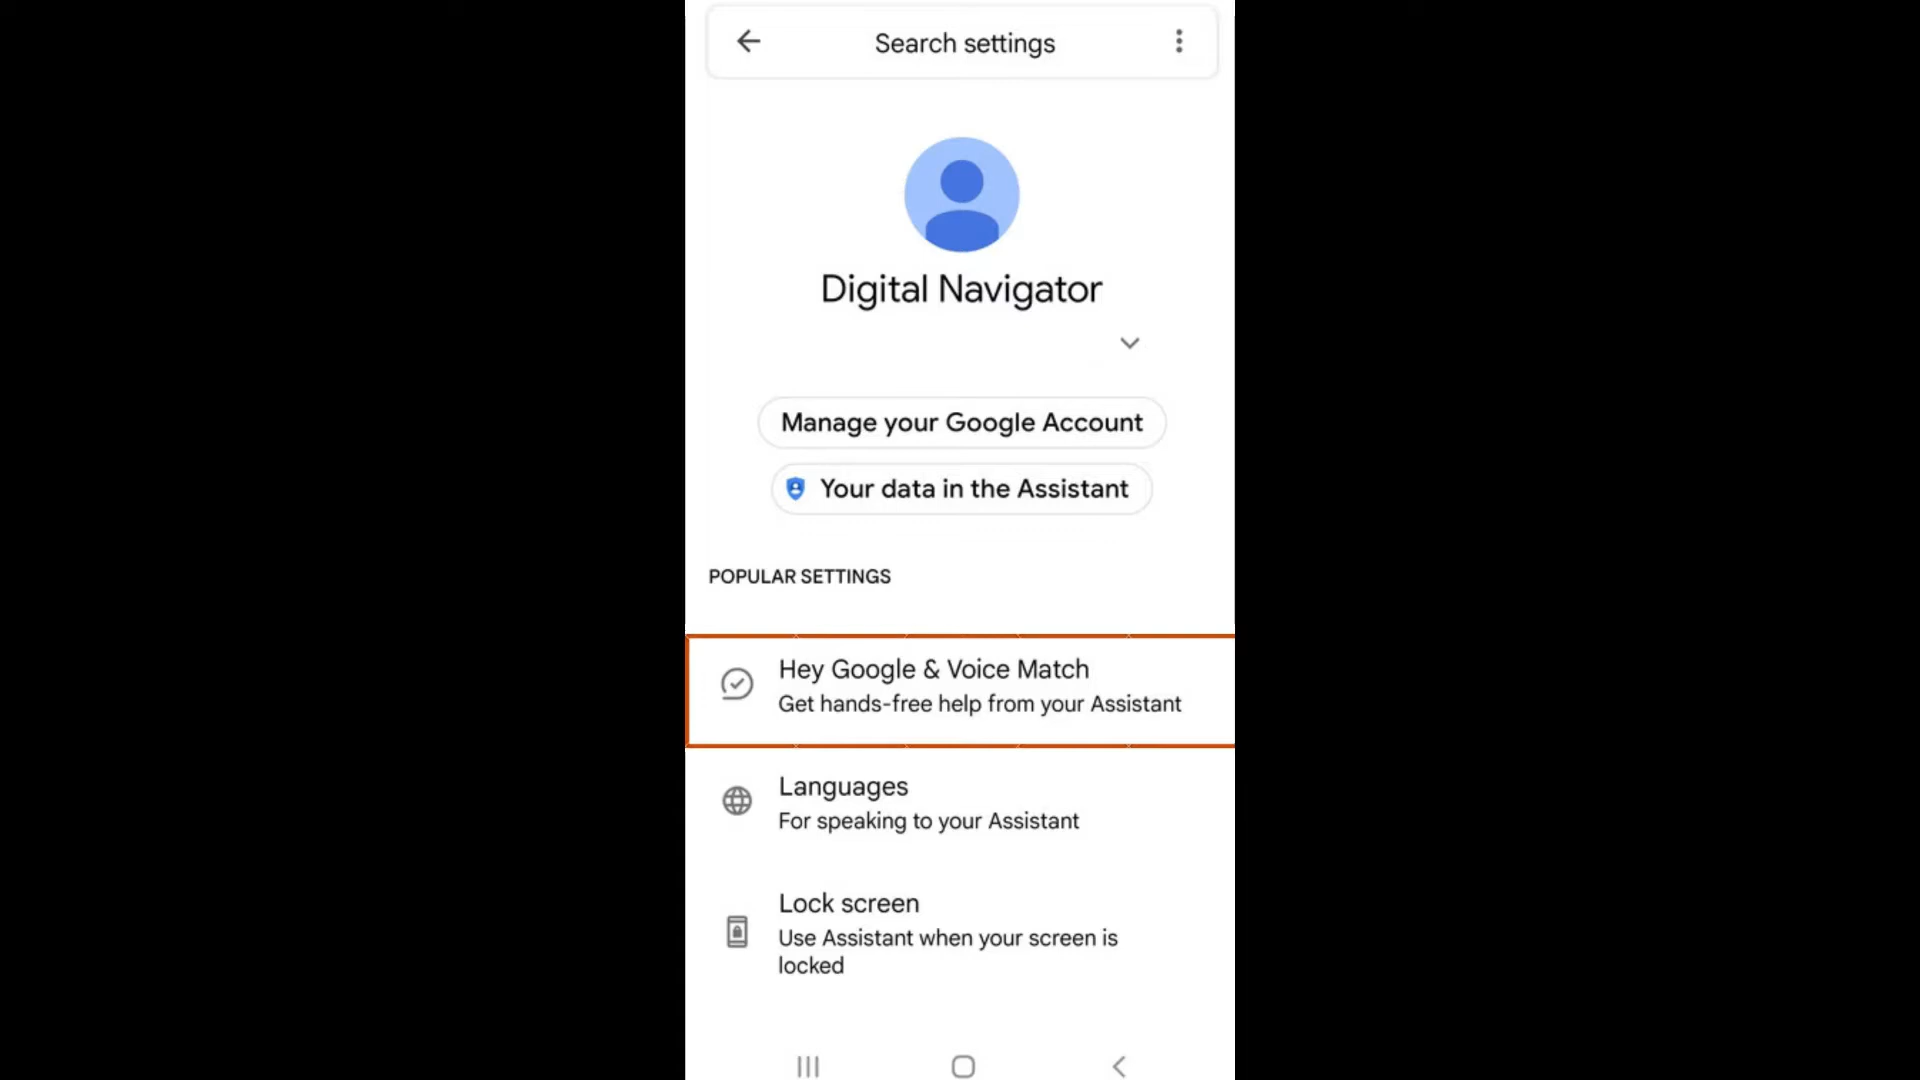 Search settings
Digital Navigator
Manage your Google Account
Your data in the Assistant
POPULAR SETTINGS
Hey Google & Voice Match
Get hands-free help from your Assistant
Languages
For speaking to your Assistant
Lock screen
Use Assistant when your screen is
locked